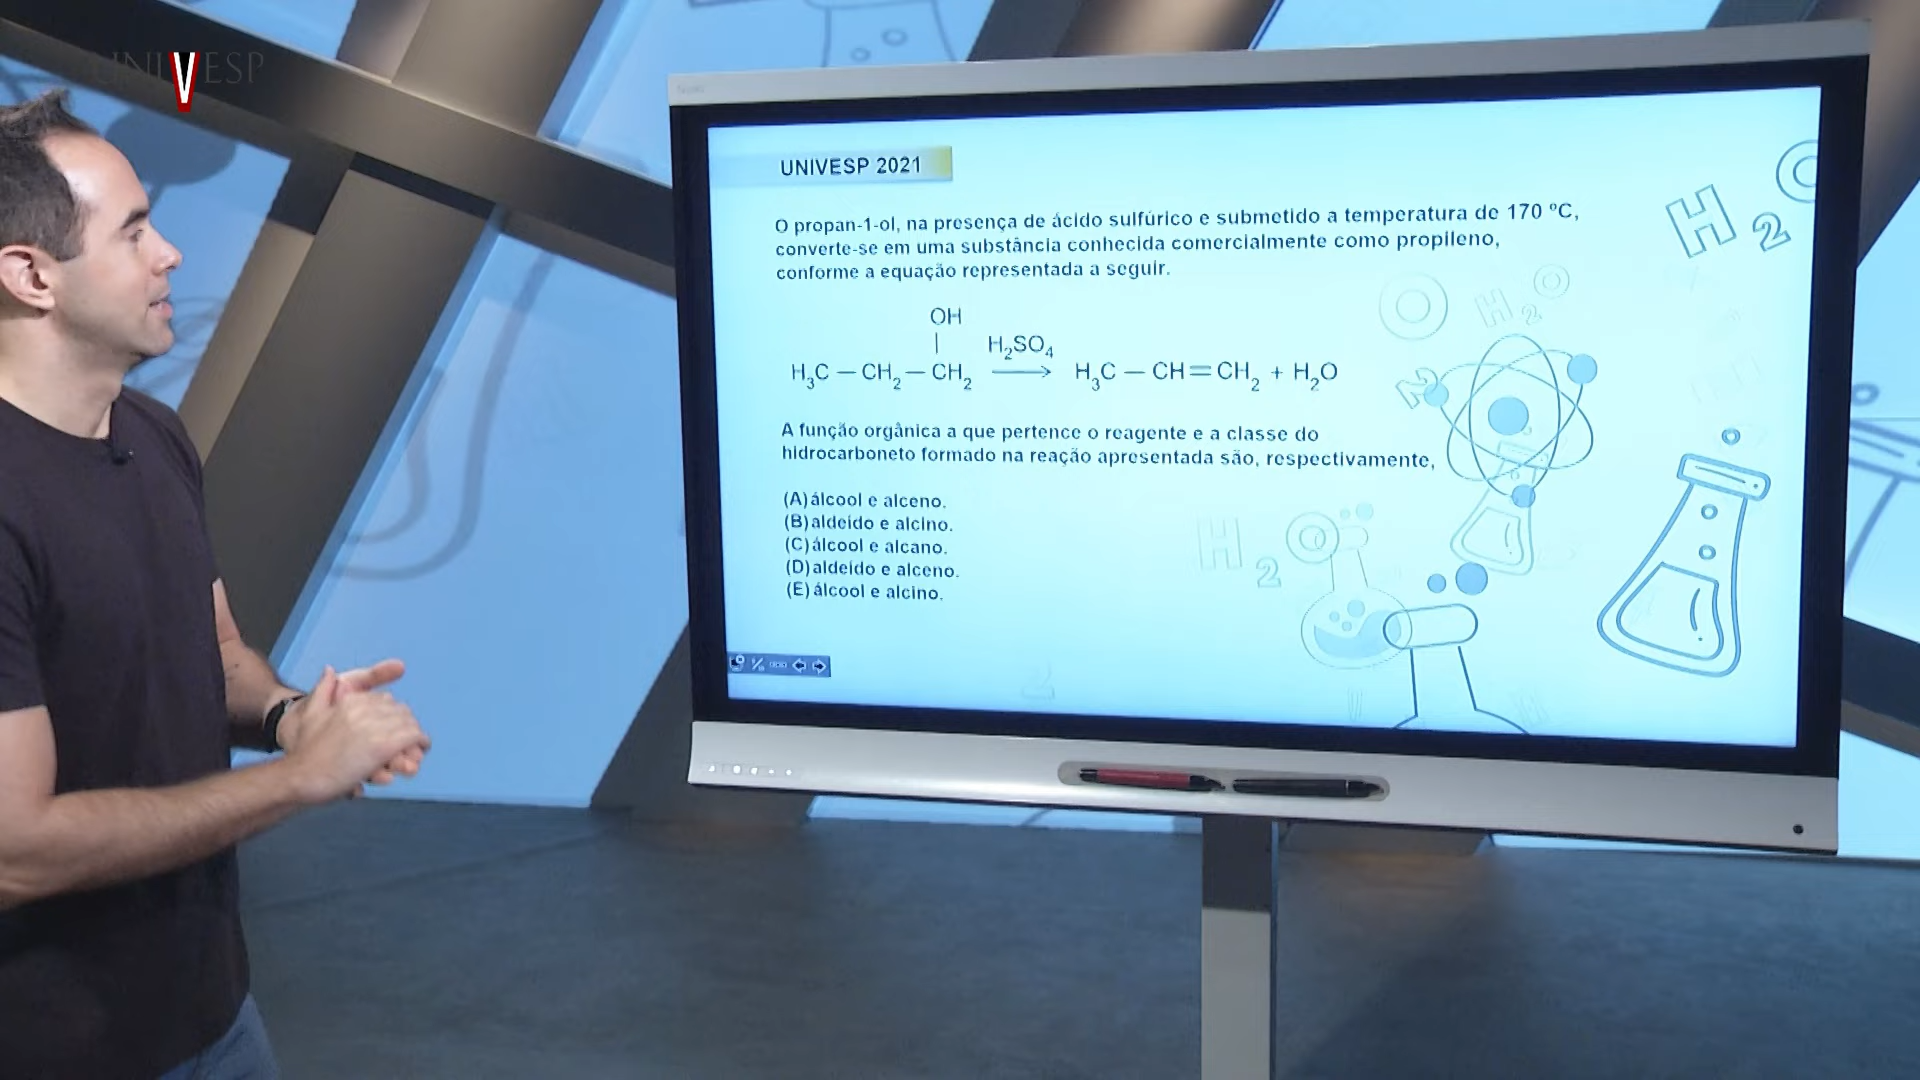 UNIVESP
UNIVESP 2021
O propan-1-ol, na presença de ácido sulfúrico e submetido a temperatura de 170 ºC,
converte-se em uma substância conhecida comercialmente como propileno,
conforme a equação representada a seguir.
OH
|
H₂SO₄
H₃C — CH₂ — CH₂ ⟶ H₃C — CH = CH₂ + H₂O
A função orgânica a que pertence o reagente e a classe do
hidrocarboneto formado na reação apresentada são, respectivamente,
(A) álcool e alceno.
(B) aldeído e alcino.
(C) álcool e alcano.
(D) aldeído e alceno.
(E) álcool e alcino.
H₂O
H₂O
H₂O